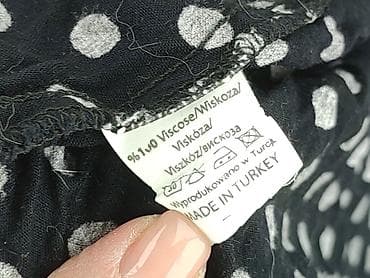 %100 Viscose/Wiskoza/
Viskóza/
Viszkóz/вискоза
Wyprodukowano w Turcji
MADE IN TURKEY